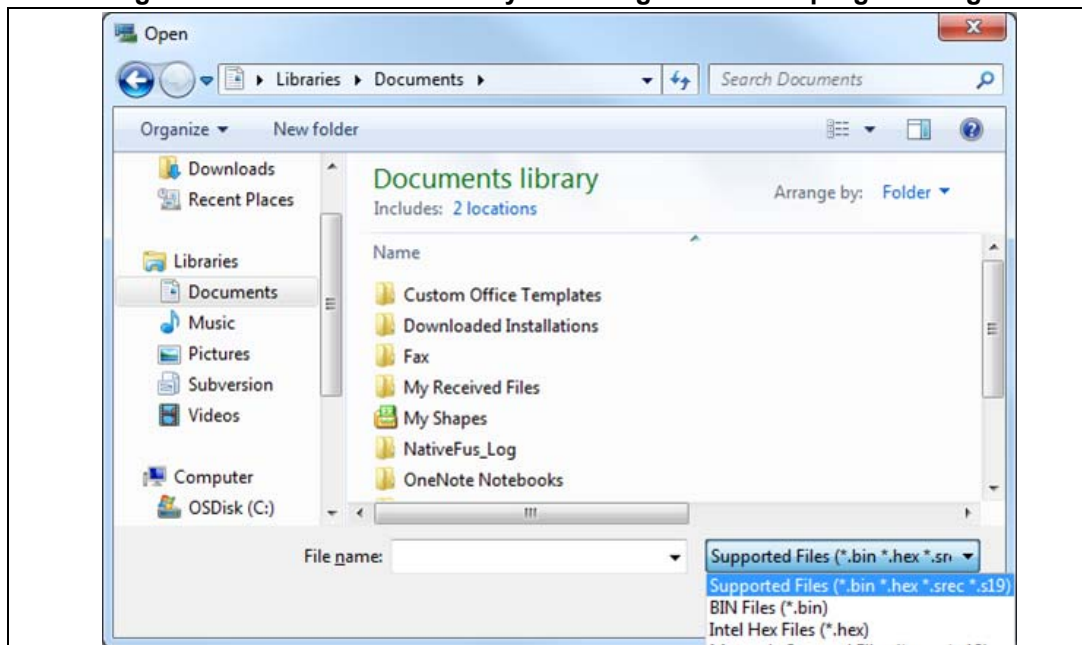 Open
Libraries ▸ Documents ▸
Search Documents
Organize
New folder
Downloads
Recent Places
Libraries
Documents
Music
Pictures
Subversion
Videos
Computer
OSDisk (C:)
Documents library
Includes: 2 locations
Arrange by: Folder
Name
Custom Office Templates
Downloaded Installations
Fax
My Received Files
My Shapes
NativeFus_Log
OneNote Notebooks
File name:
Supported Files (*.bin *.hex *.sre
Supported Files (*.bin *.hex *.srec *.s19)
BIN Files (*.bin)
Intel Hex Files (*.hex)